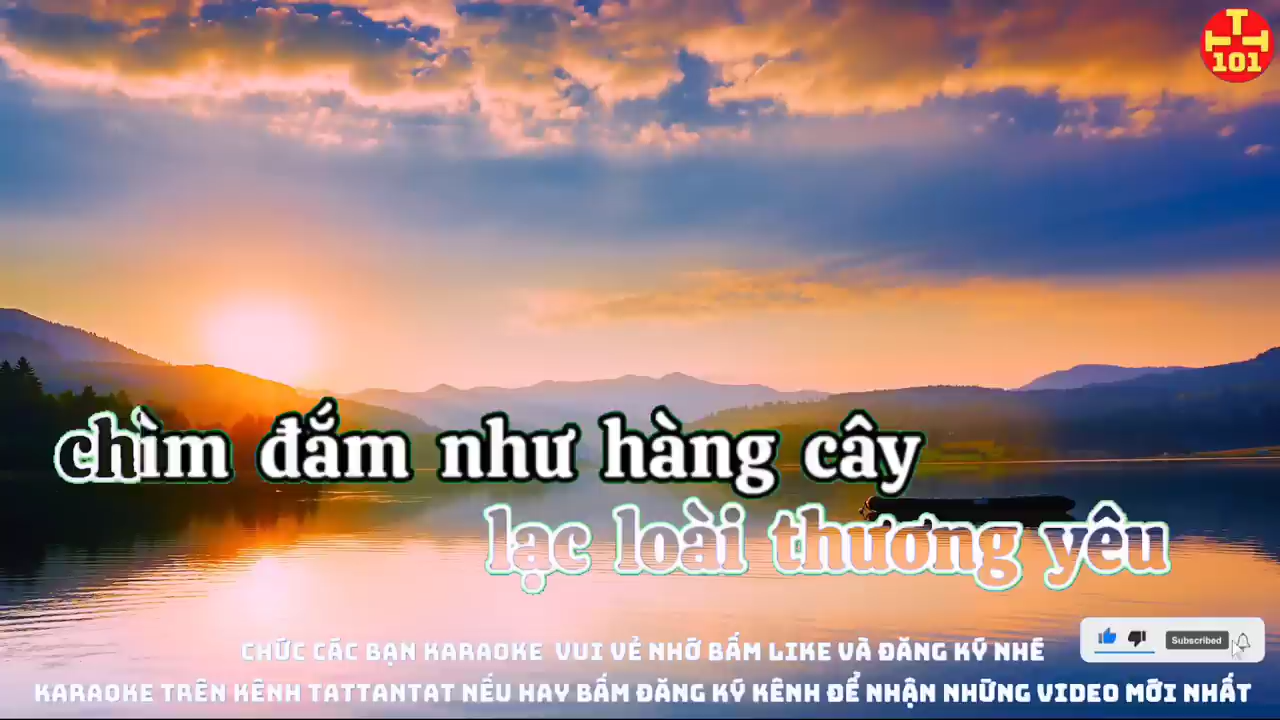 T
T T
101
chìm đắm như hàng cây
lạc loài thương yêu
Subscribed
CHỨC CÁC BẠN KARAOKE VUI VẺ NHỚ BẤM LIKE VÀ ĐĂNG KÝ NHÉ
KARAOKE TRÊN KÊNH TATTANTAT NẾU HAY BẤM ĐĂNG KÝ KÊNH ĐỂ NHẬN NHỮNG VIDEO MỚI NHẤT